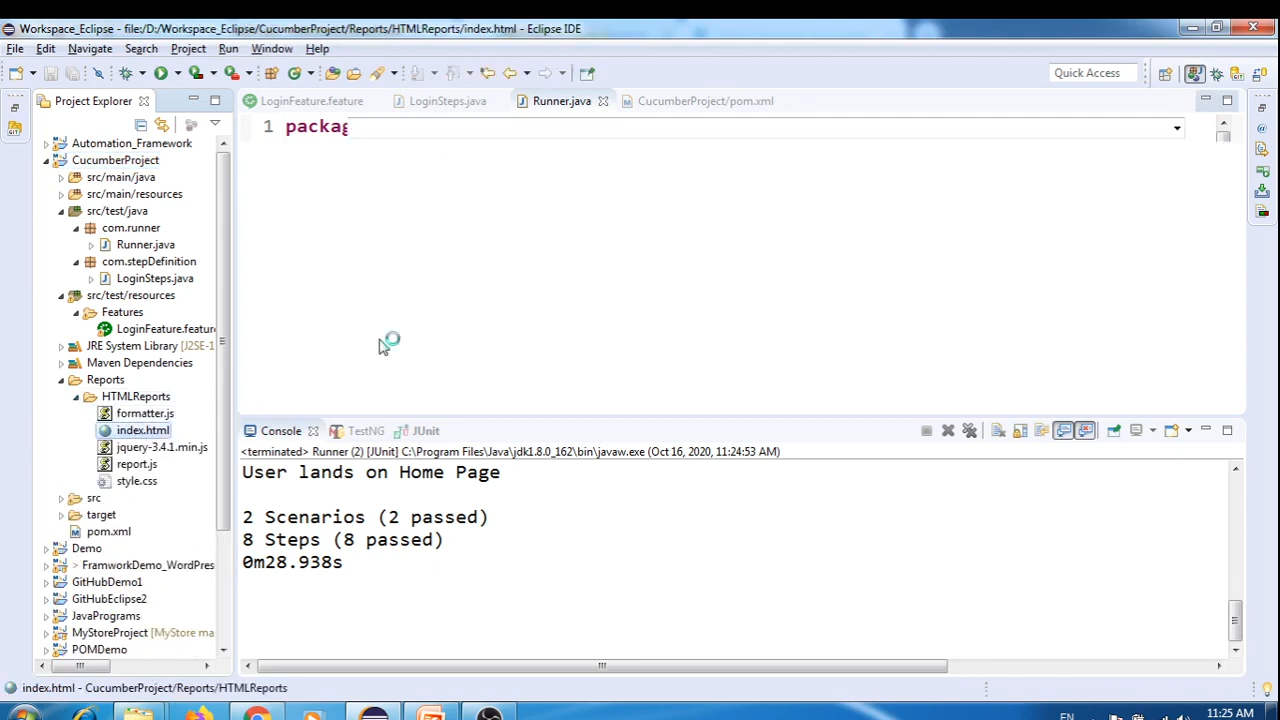 Workspace_Eclipse - file:/D:/Workspace_Eclipse/CucumberProject/Reports/HTMLReports/index.html - Eclipse IDE
File Edit Navigate Search Project Run Window Help
Quick Access
Project Explorer
LoginFeature.feature LoginSteps.java Runner.java CucumberProject/pom.xml
1 packag
Automation_Framework
CucumberProject
src/main/java
src/main/resources
src/test/java
com.runner
Runner.java
com.stepDefinition
LoginSteps.java
src/test/resources
Features
LoginFeature.feature
JRE System Library [J2SE-1
Maven Dependencies
Reports
HTMLReports
formatter.js
index.html
jquery-3.4.1.min.js
report.js
style.css
src
target
pom.xml
Demo
> FramworkDemo_WordPres
GitHubDemo1
GitHubEclipse2
JavaPrograms
MyStoreProject [MyStore ma
POMDemo
Console TestNG JUnit
<terminated> Runner (2) [JUnit] C:\Program Files\Java\jdk1.8.0_162\bin\javaw.exe (Oct 16, 2020, 11:24:53 AM)
User lands on Home Page
2 Scenarios (2 passed)
8 Steps (8 passed)
0m28.938s
index.html - CucumberProject/Reports/HTMLReports
EN
11:25 AM